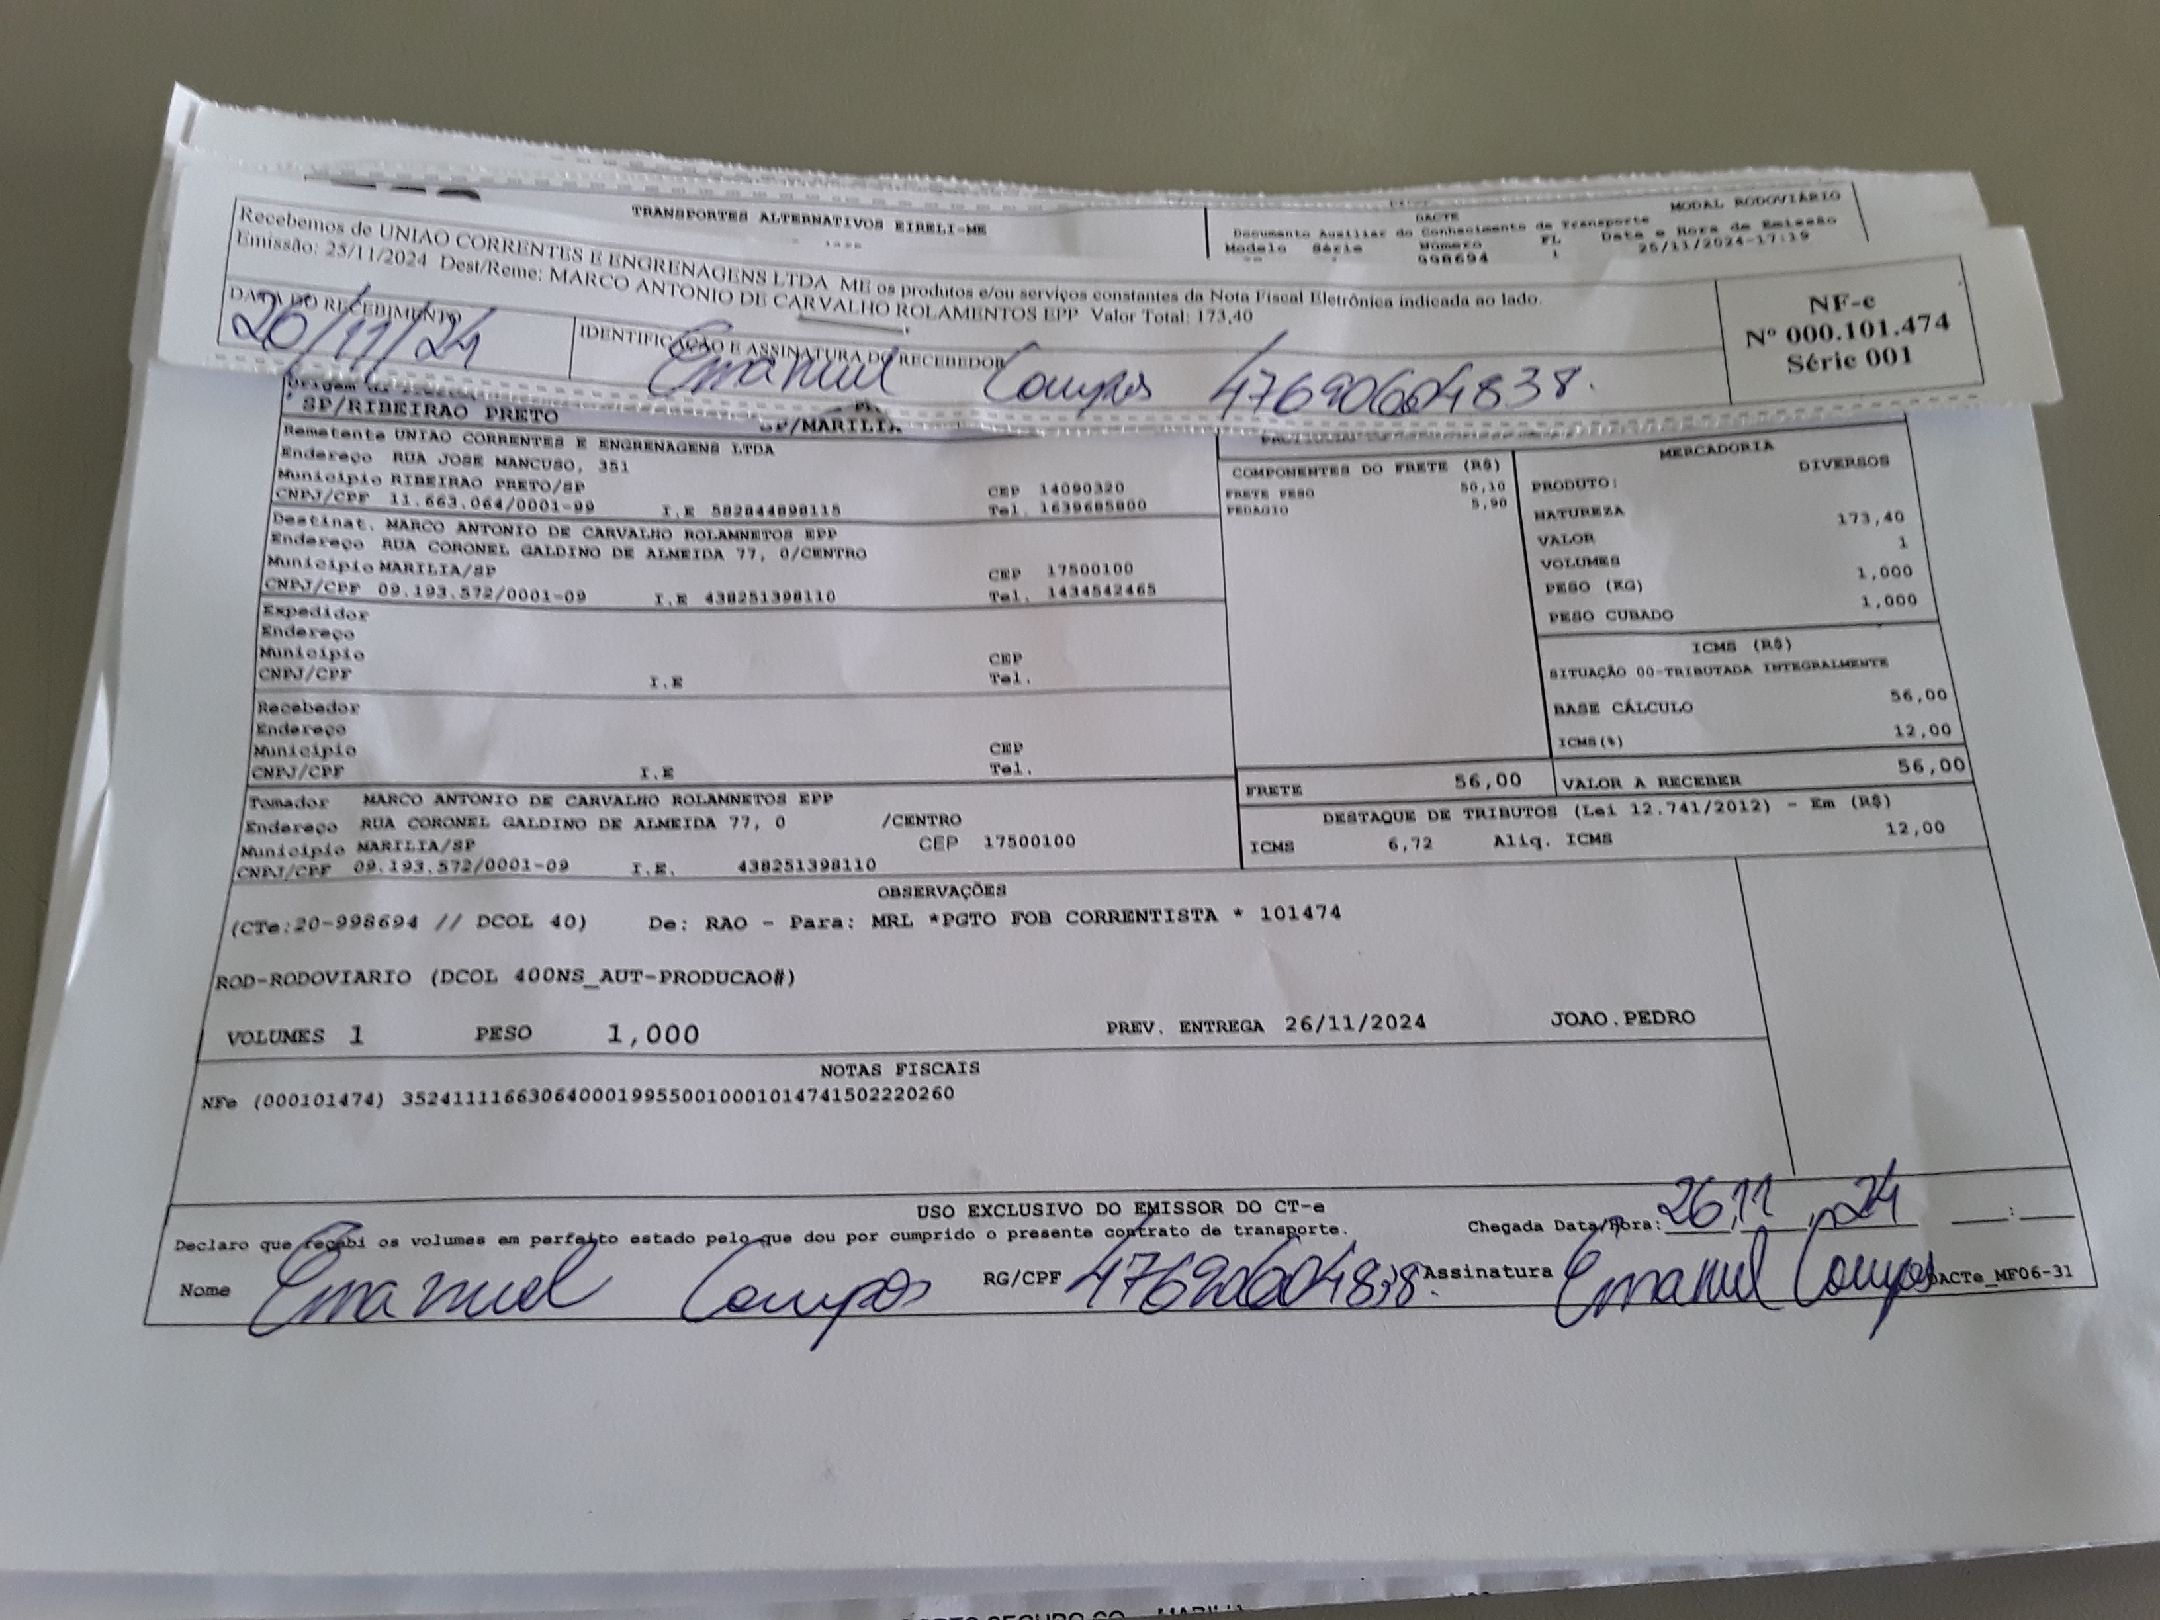 TRANSPORTES ALTERNATIVOS EIRELI-ME
DACTE
MODAL RODOVIÁRIO
Documento Auxiliar do Conhecimento de Transporte
Modelo Série Número FL Data e Hora de Emissão
998694 1 25/11/2024-17:19
Recebemos de UNIAO CORRENTES E ENGRENAGENS LTDA ME os produtos e/ou serviços constantes da Nota Fiscal Eletrônica indicada ao lado.
Emissão: 25/11/2024 Dest/Reme: MARCO ANTONIO DE CARVALHO ROLAMENTOS EPP Valor Total: 173,40
DATA DO RECEBIMENTO
26/11/24
IDENTIFICAÇÃO E ASSINATURA DO RECEBEDOR
Emanuel Campos 47690604838.
NF-e
Nº 000.101.474
Série 001
SP/RIBEIRAO PRETO
SP/MARILIA
Remetente UNIAO CORRENTES E ENGRENAGENS LTDA
Endereço RUA JOSE MANCUSO, 351
Município RIBEIRAO PRETO/SP CEP 14090320
CNPJ/CPF 11.663.064/0001-99 I.E 582844898115 Tel. 1639685800
Destinat. MARCO ANTONIO DE CARVALHO ROLAMNETOS EPP
Endereço RUA CORONEL GALDINO DE ALMEIDA 77, 0/CENTRO
Município MARILIA/SP CEP 17500100
CNPJ/CPF 09.193.572/0001-09 I.E 438251398110 Tel. 1434542465
Expedidor
Endereço
Município CEP
CNPJ/CPF I.E Tel.
Recebedor
Endereço
Município CEP
CNPJ/CPF I.E Tel.
Tomador MARCO ANTONIO DE CARVALHO ROLAMNETOS EPP
Endereço RUA CORONEL GALDINO DE ALMEIDA 77, 0 /CENTRO
Município MARILIA/SP CEP 17500100
CNPJ/CPF 09.193.572/0001-09 I.E. 438251398110
COMPONENTES DO FRETE (R$)
FRETE PESO 50,10
PEDAGIO 5,90
MERCADORIA
PRODUTO: DIVERSOS
NATUREZA
VALOR 173,40
VOLUMES 1
PESO (KG) 1,000
PESO CUBADO 1,000
ICMS (R$)
SITUAÇÃO 00-TRIBUTADA INTEGRALMENTE
BASE CÁLCULO 56,00
ICMS(%) 12,00
FRETE 56,00 VALOR A RECEBER 56,00
DESTAQUE DE TRIBUTOS (Lei 12.741/2012) - Em (R$)
ICMS 6,72 Aliq. ICMS 12,00
OBSERVAÇÕES
(CTe:20-998694 // DCOL 40) De: RAO - Para: MRL *PGTO FOB CORRENTISTA * 101474
ROD-RODOVIARIO (DCOL 400NS_AUT-PRODUCAO#)
VOLUMES 1 PESO 1,000 PREV. ENTREGA 26/11/2024 JOAO.PEDRO
NOTAS FISCAIS
NFe (000101474) 35241111663064000199550010001014741502220260
USO EXCLUSIVO DO EMISSOR DO CT-e
Declaro que recebi os volumes em perfeito estado pelo que dou por cumprido o presente contrato de transporte.
Chegada Data/Hora: 26 11 24 :
Nome Emanuel Campos RG/CPF 47690604838. Assinatura Emanuel Campos DACTe_MF06-31